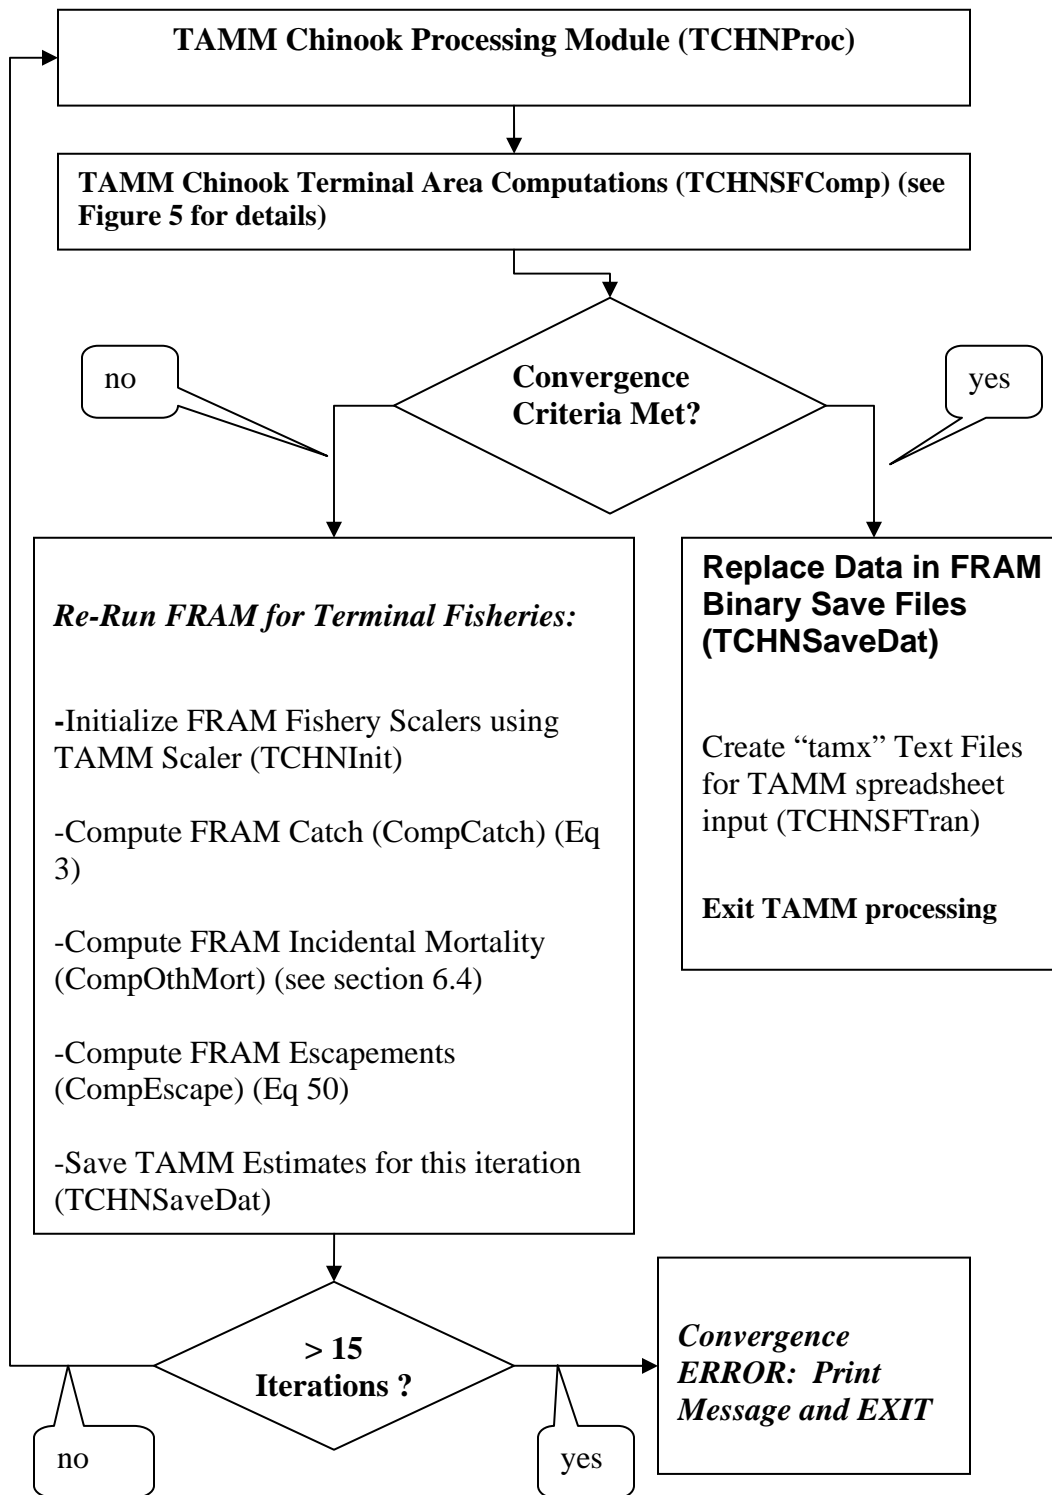 TAMM Chinook Processing Module (TCHNProc)
TAMM Chinook Terminal Area Computations (TCHNSFComp) (see
Figure 5 for details)
no
Convergence
Criteria Met?
yes
Re-Run FRAM for Terminal Fisheries:
-Initialize FRAM Fishery Scalers using
TAMM Scaler (TCHNInit)
-Compute FRAM Catch (CompCatch) (Eq
3)
-Compute FRAM Incidental Mortality
(CompOthMort) (see section 6.4)
-Compute FRAM Escapements
(CompEscape) (Eq 50)
-Save TAMM Estimates for this iteration
(TCHNSaveDat)
Replace Data in FRAM
Binary Save Files
(TCHNSaveDat)
Create “tamx” Text Files
for TAMM spreadsheet
input (TCHNSFTran)
Exit TAMM processing
> 15
Iterations ?
no
yes
Convergence
ERROR: Print
Message and EXIT